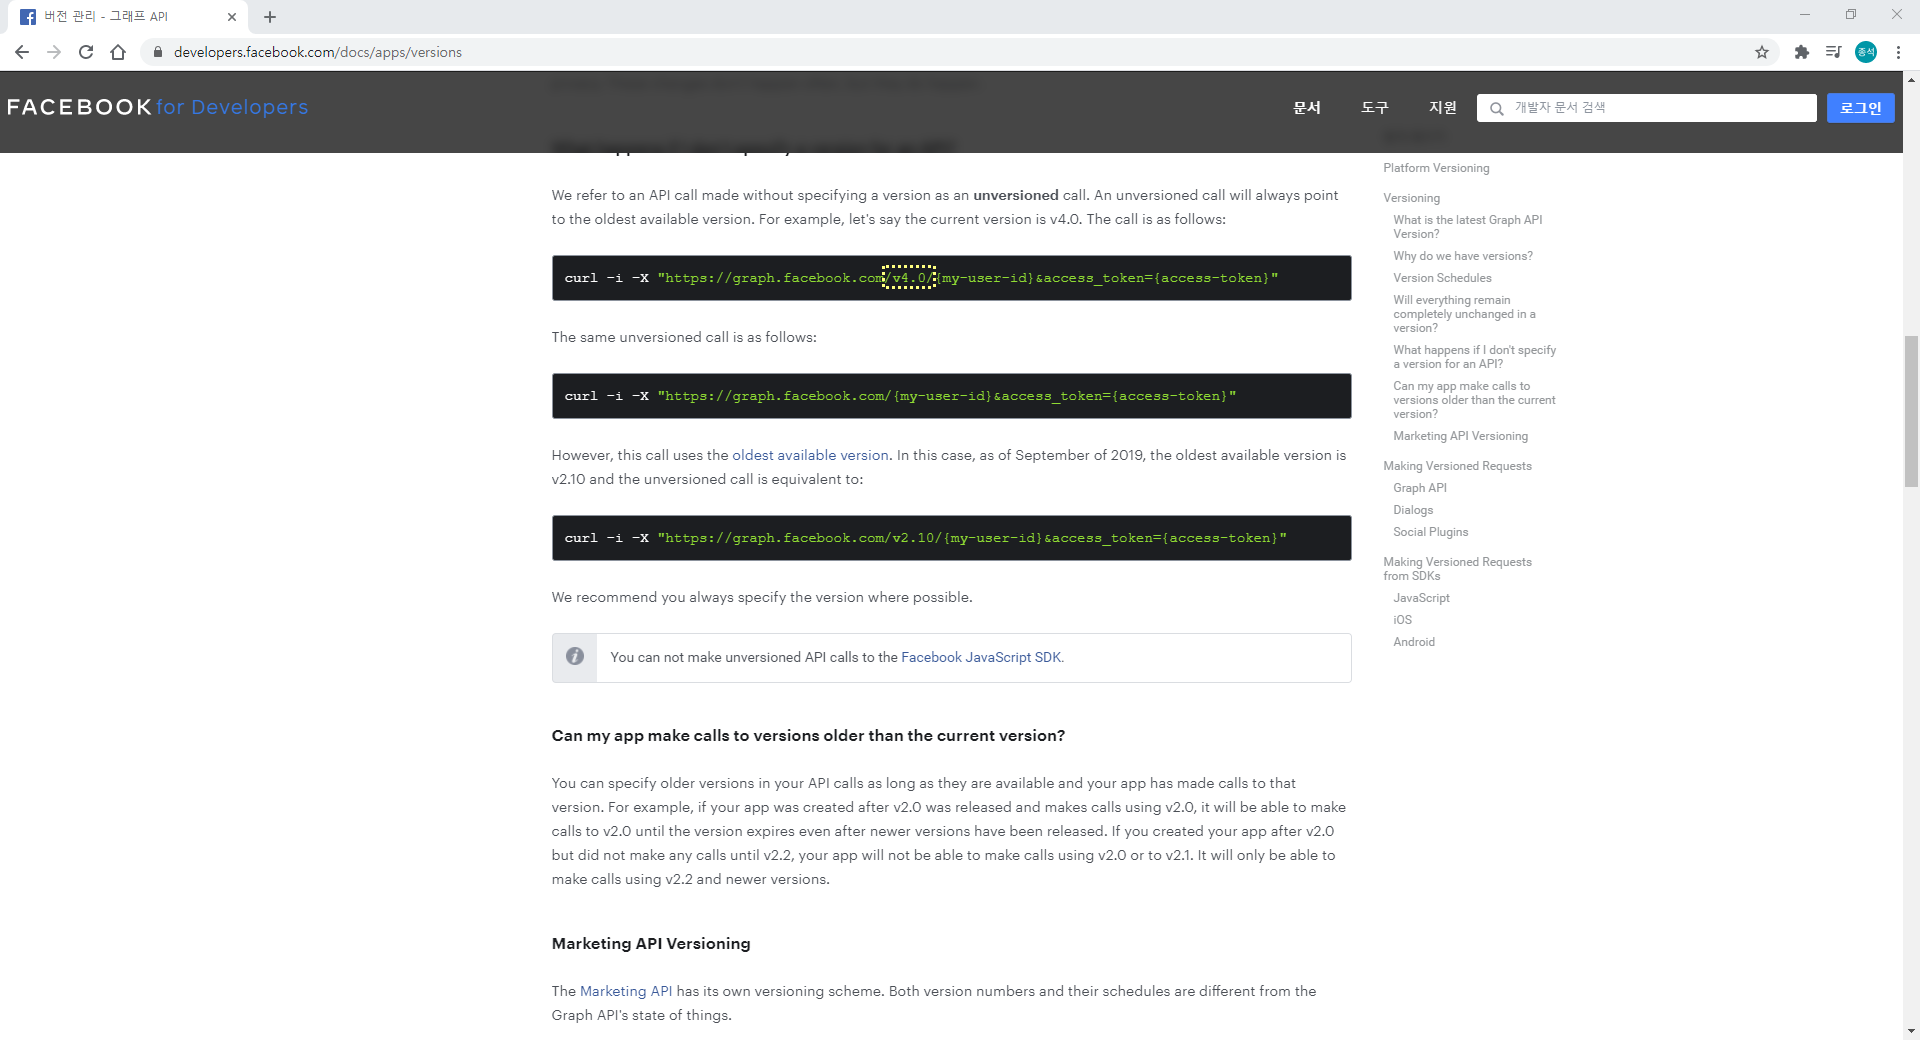 버전 관리 - 그래프 API
developers.facebook.com/docs/apps/versions
종석
FACEBOOK for Developers
문서
도구
지원
개발자 문서 검색
로그인
We refer to an API call made without specifying a version as an unversioned call. An unversioned call will always point
to the oldest available version. For example, let's say the current version is v4.0. The call is as follows:
curl -i -X "https://graph.facebook.com/v4.0/{my-user-id}&access_token={access-token}"
The same unversioned call is as follows:
curl -i -X "https://graph.facebook.com/{my-user-id}&access_token={access-token}"
However, this call uses the oldest available version. In this case, as of September of 2019, the oldest available version is
v2.10 and the unversioned call is equivalent to:
curl -i -X "https://graph.facebook.com/v2.10/{my-user-id}&access_token={access-token}"
We recommend you always specify the version where possible.
You can not make unversioned API calls to the Facebook JavaScript SDK.
Can my app make calls to versions older than the current version?
You can specify older versions in your API calls as long as they are available and your app has made calls to that
version. For example, if your app was created after v2.0 was released and makes calls using v2.0, it will be able to make
calls to v2.0 until the version expires even after newer versions have been released. If you created your app after v2.0
but did not make any calls until v2.2, your app will not be able to make calls using v2.0 or to v2.1. It will only be able to
make calls using v2.2 and newer versions.
Marketing API Versioning
The Marketing API has its own versioning scheme. Both version numbers and their schedules are different from the
Graph API's state of things.
Platform Versioning
Versioning
What is the latest Graph API
Version?
Why do we have versions?
Version Schedules
Will everything remain
completely unchanged in a
version?
What happens if I don't specify
a version for an API?
Can my app make calls to
versions older than the current
version?
Marketing API Versioning
Making Versioned Requests
Graph API
Dialogs
Social Plugins
Making Versioned Requests
from SDKs
JavaScript
iOS
Android